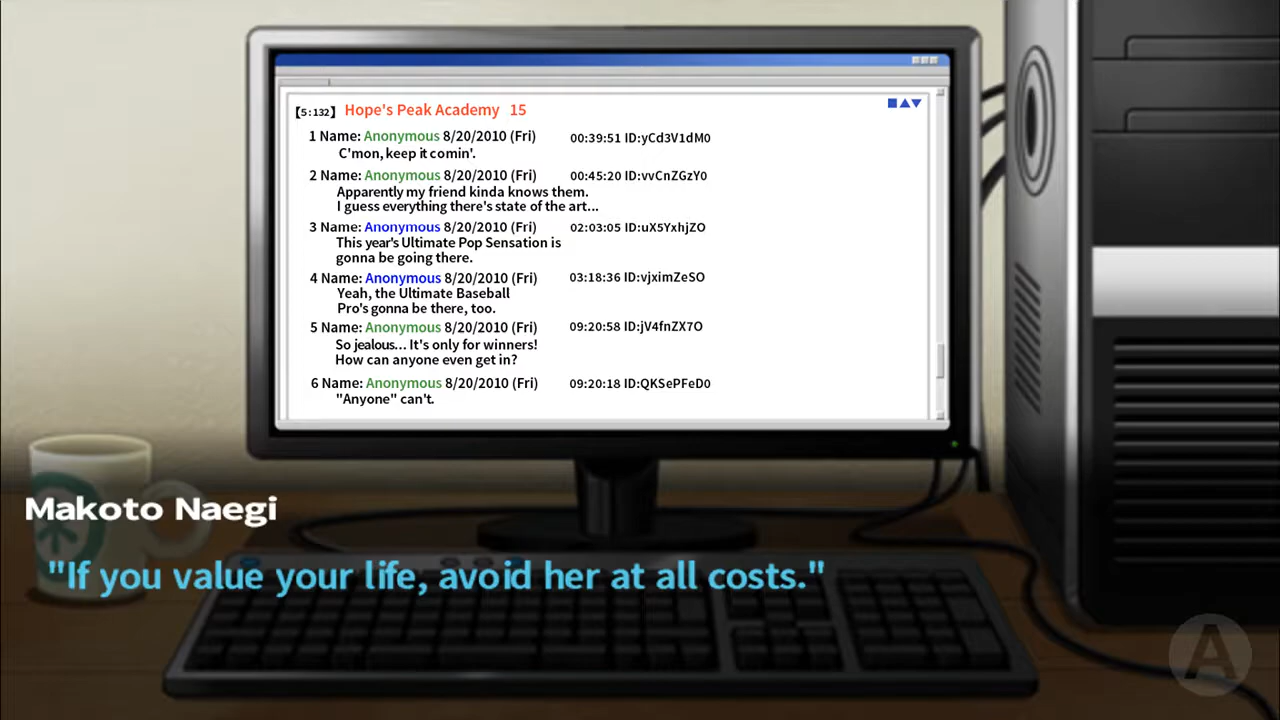 【5:132】 Hope's Peak Academy 15
1 Name: Anonymous 8/20/2010 (Fri) 00:39:51 ID:yCd3V1dM0
C'mon, keep it comin'.
2 Name: Anonymous 8/20/2010 (Fri) 00:45:20 ID:vvCnZGzY0
Apparently my friend kinda knows them.
I guess everything there's state of the art...
3 Name: Anonymous 8/20/2010 (Fri) 02:03:05 ID:uX5YxhjZO
This year's Ultimate Pop Sensation is
gonna be going there.
4 Name: Anonymous 8/20/2010 (Fri) 03:18:36 ID:vjximZeSO
Yeah, the Ultimate Baseball
Pro's gonna be there, too.
5 Name: Anonymous 8/20/2010 (Fri) 09:20:58 ID:jV4fnZX7O
So jealous... It's only for winners!
How can anyone even get in?
6 Name: Anonymous 8/20/2010 (Fri) 09:20:18 ID:QKSePFeD0
"Anyone" can't.
Makoto Naegi
"If you value your life, avoid her at all costs."
A